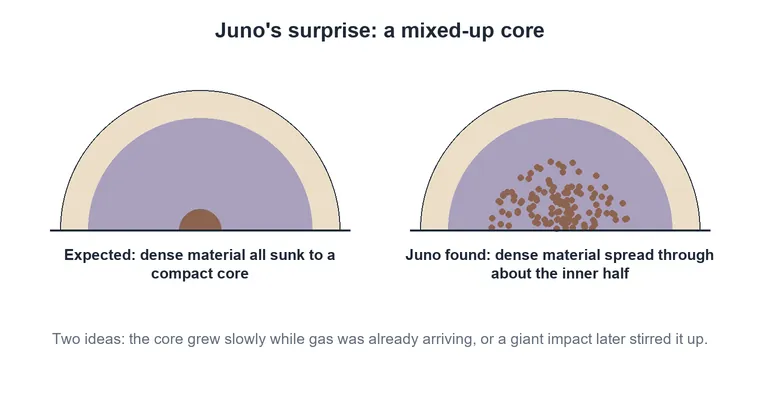 Juno's surprise: a mixed-up core
Expected: dense material all sunk to a
compact core
Juno found: dense material spread through
about the inner half
Two ideas: the core grew slowly while gas was already arriving, or a giant impact later stirred it up.